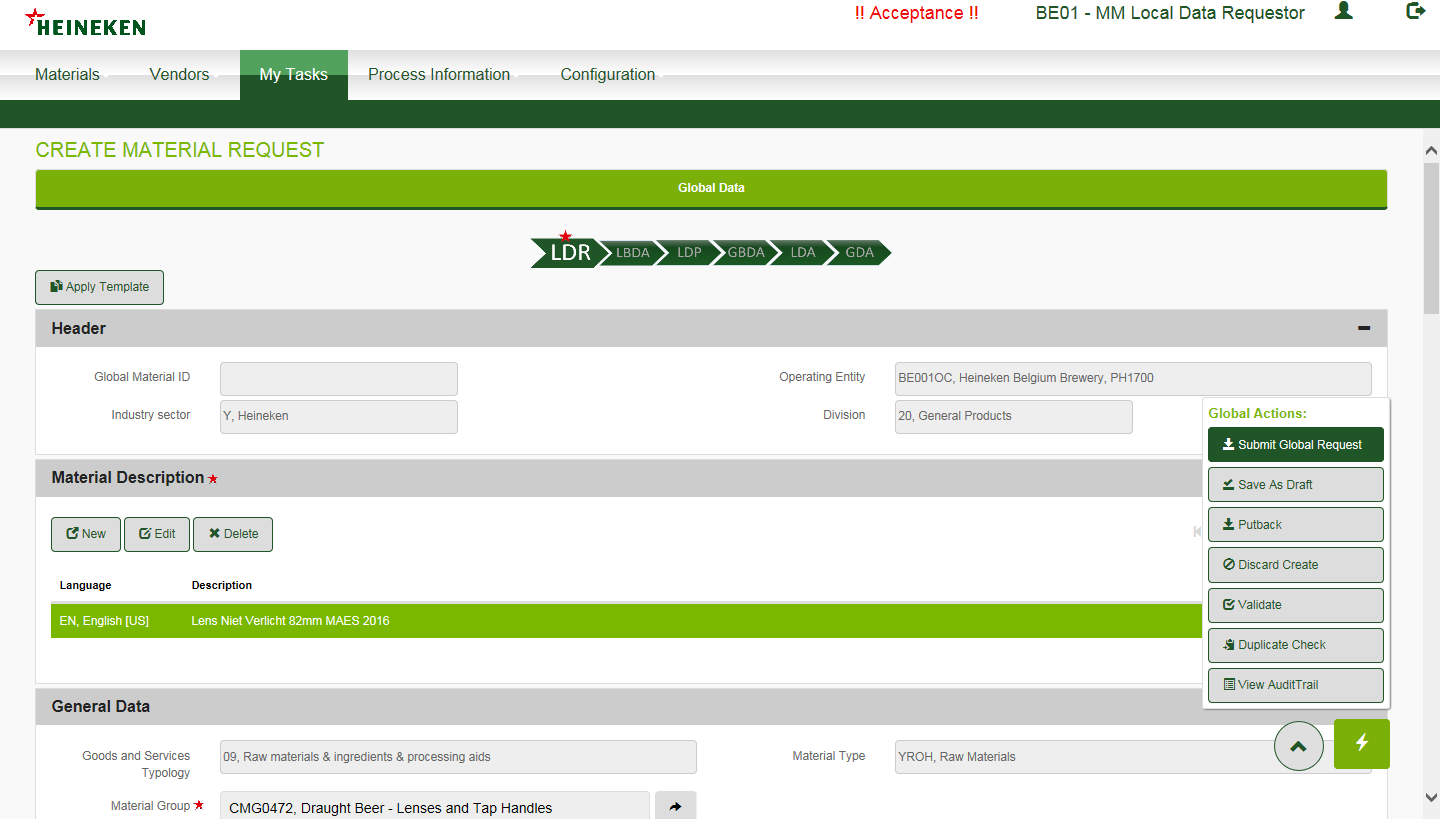 HEINEKEN
!! Acceptance !!
BE01 - MM Local Data Requestor
Materials
Vendors
My Tasks
Process Information
Configuration
CREATE MATERIAL REQUEST
Global Data
LDR
LBDA
LDP
GBDA
LDA
GDA
Apply Template
Header
Global Material ID
Operating Entity
BE001OC, Heineken Belgium Brewery, PH1700
Industry sector
Y, Heineken
Division
20, General Products
Global Actions:
Submit Global Request
Save As Draft
Putback
Discard Create
Validate
Duplicate Check
View AuditTrail
Material Description
New
Edit
Delete
Language
Description
EN, English [US]
Lens Niet Verlicht 82mm MAES 2016
General Data
Goods and Services
Typology
09, Raw materials & ingredients & processing aids
Material Type
YROH, Raw Materials
Material Group
CMG0472, Draught Beer - Lenses and Tap Handles